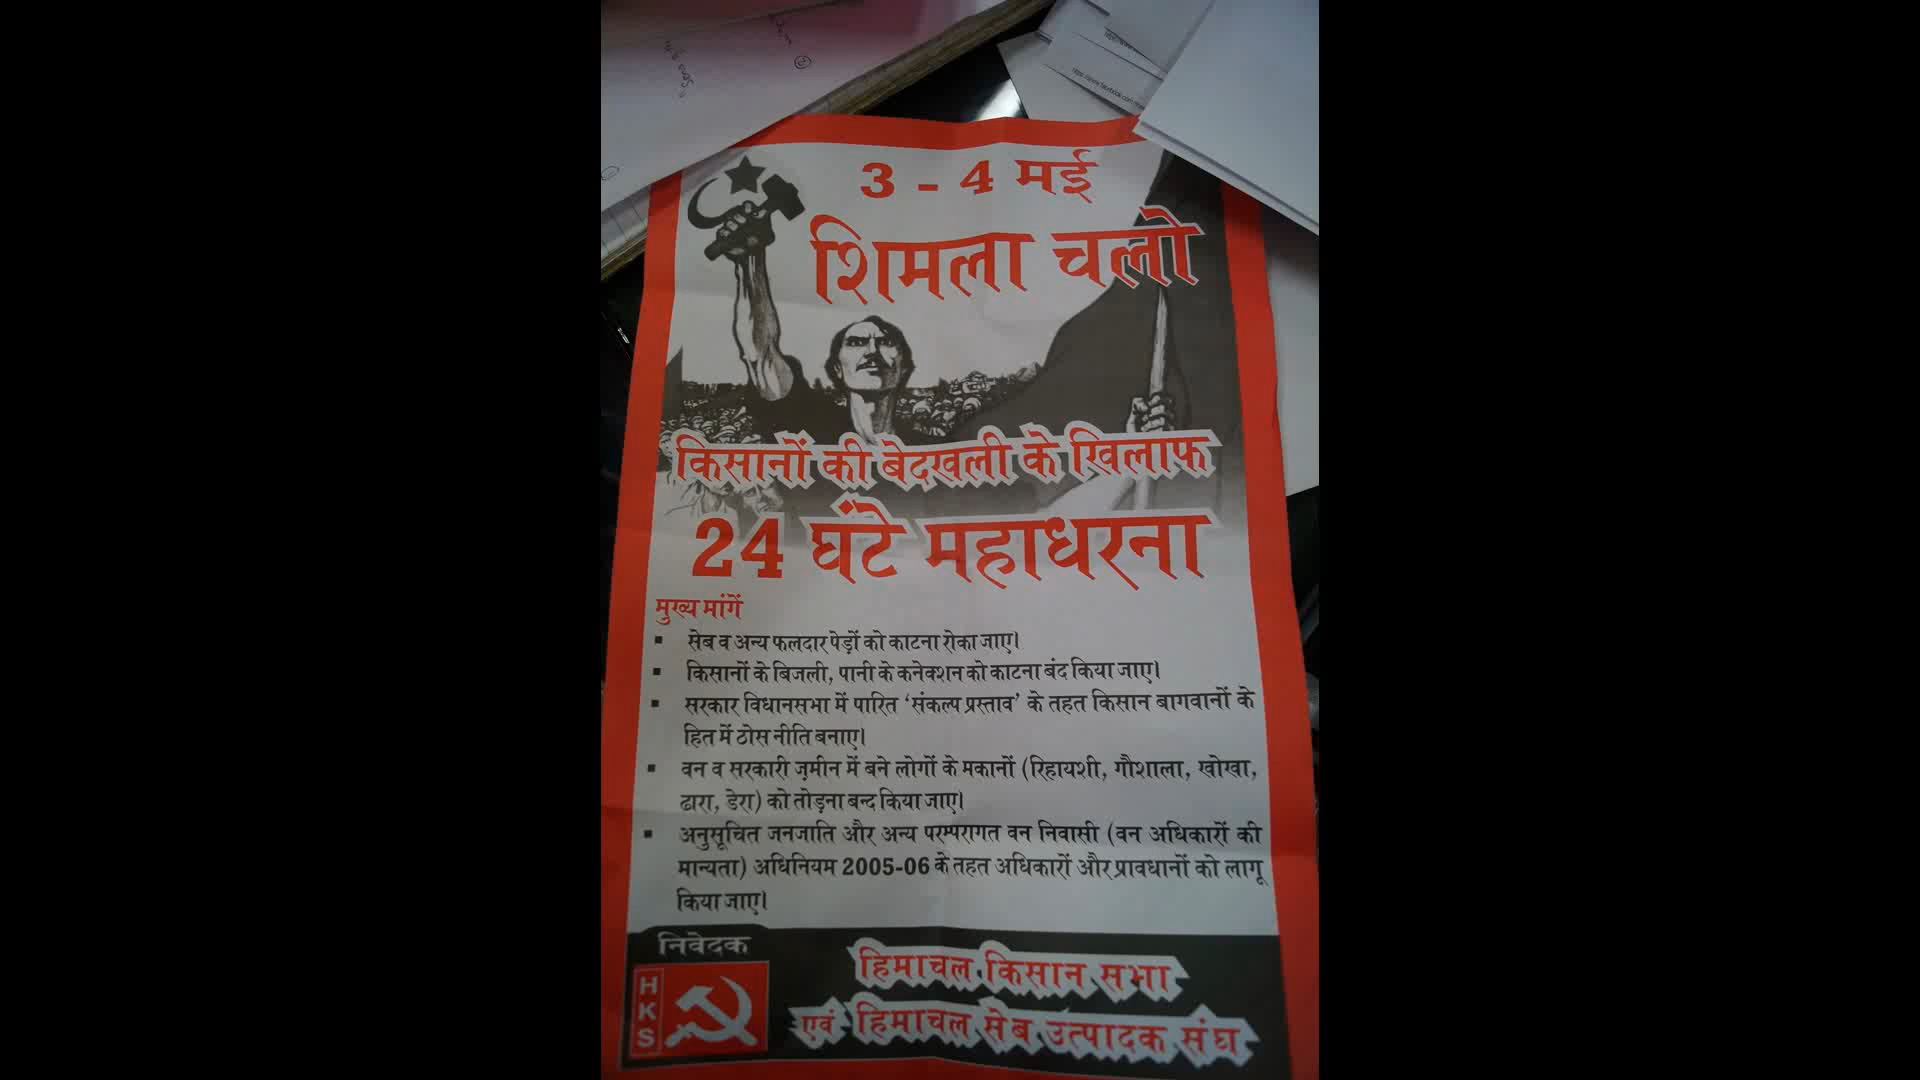 3 - 4 मई
शिमला चलो
किसानों की बेदखली के खिलाफ
24 घंटे महाधरना
मुख्य मांगें
▪ सेब व अन्य फलदार पेड़ों को काटना रोका जाए।
▪ किसानों के बिजली, पानी के कनेक्शन को काटना बंद किया जाए।
▪ सरकार विधानसभा में पारित ‘संकल्प प्रस्ताव’ के तहत किसान बागवानों के
हित में ठोस नीति बनाए।
▪ वन व सरकारी ज़मीन में बने लोगों के मकानों (रिहायशी, गौशाला, खोखा,
ढारा, डेरा) को तोड़ना बन्द किया जाए।
▪ अनुसूचित जनजाति और अन्य परम्परागत वन निवासी (वन अधिकारों की
मान्यता) अधिनियम 2005-06 के तहत अधिकारों और प्रावधानों को लागू
किया जाए।
निवेदक
HKS
हिमाचल किसान सभा
एवं हिमाचल सेब उत्पादक संघ